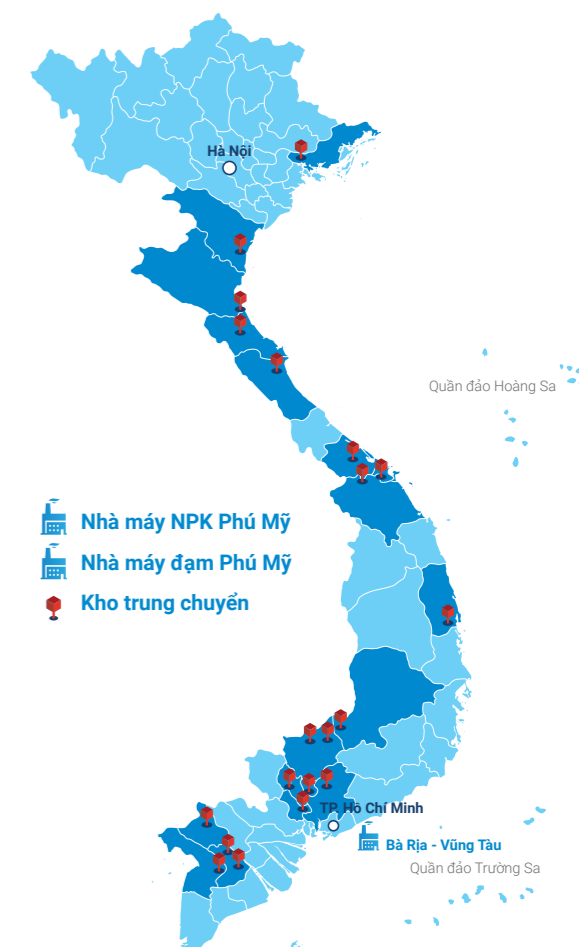 Hà Nội
Quần đảo Hoàng Sa
Nhà máy NPK Phú Mỹ
Nhà máy đạm Phú Mỹ
Kho trung chuyển
TP. Hồ Chí Minh
Bà Rịa - Vũng Tàu
Quần đảo Trường Sa